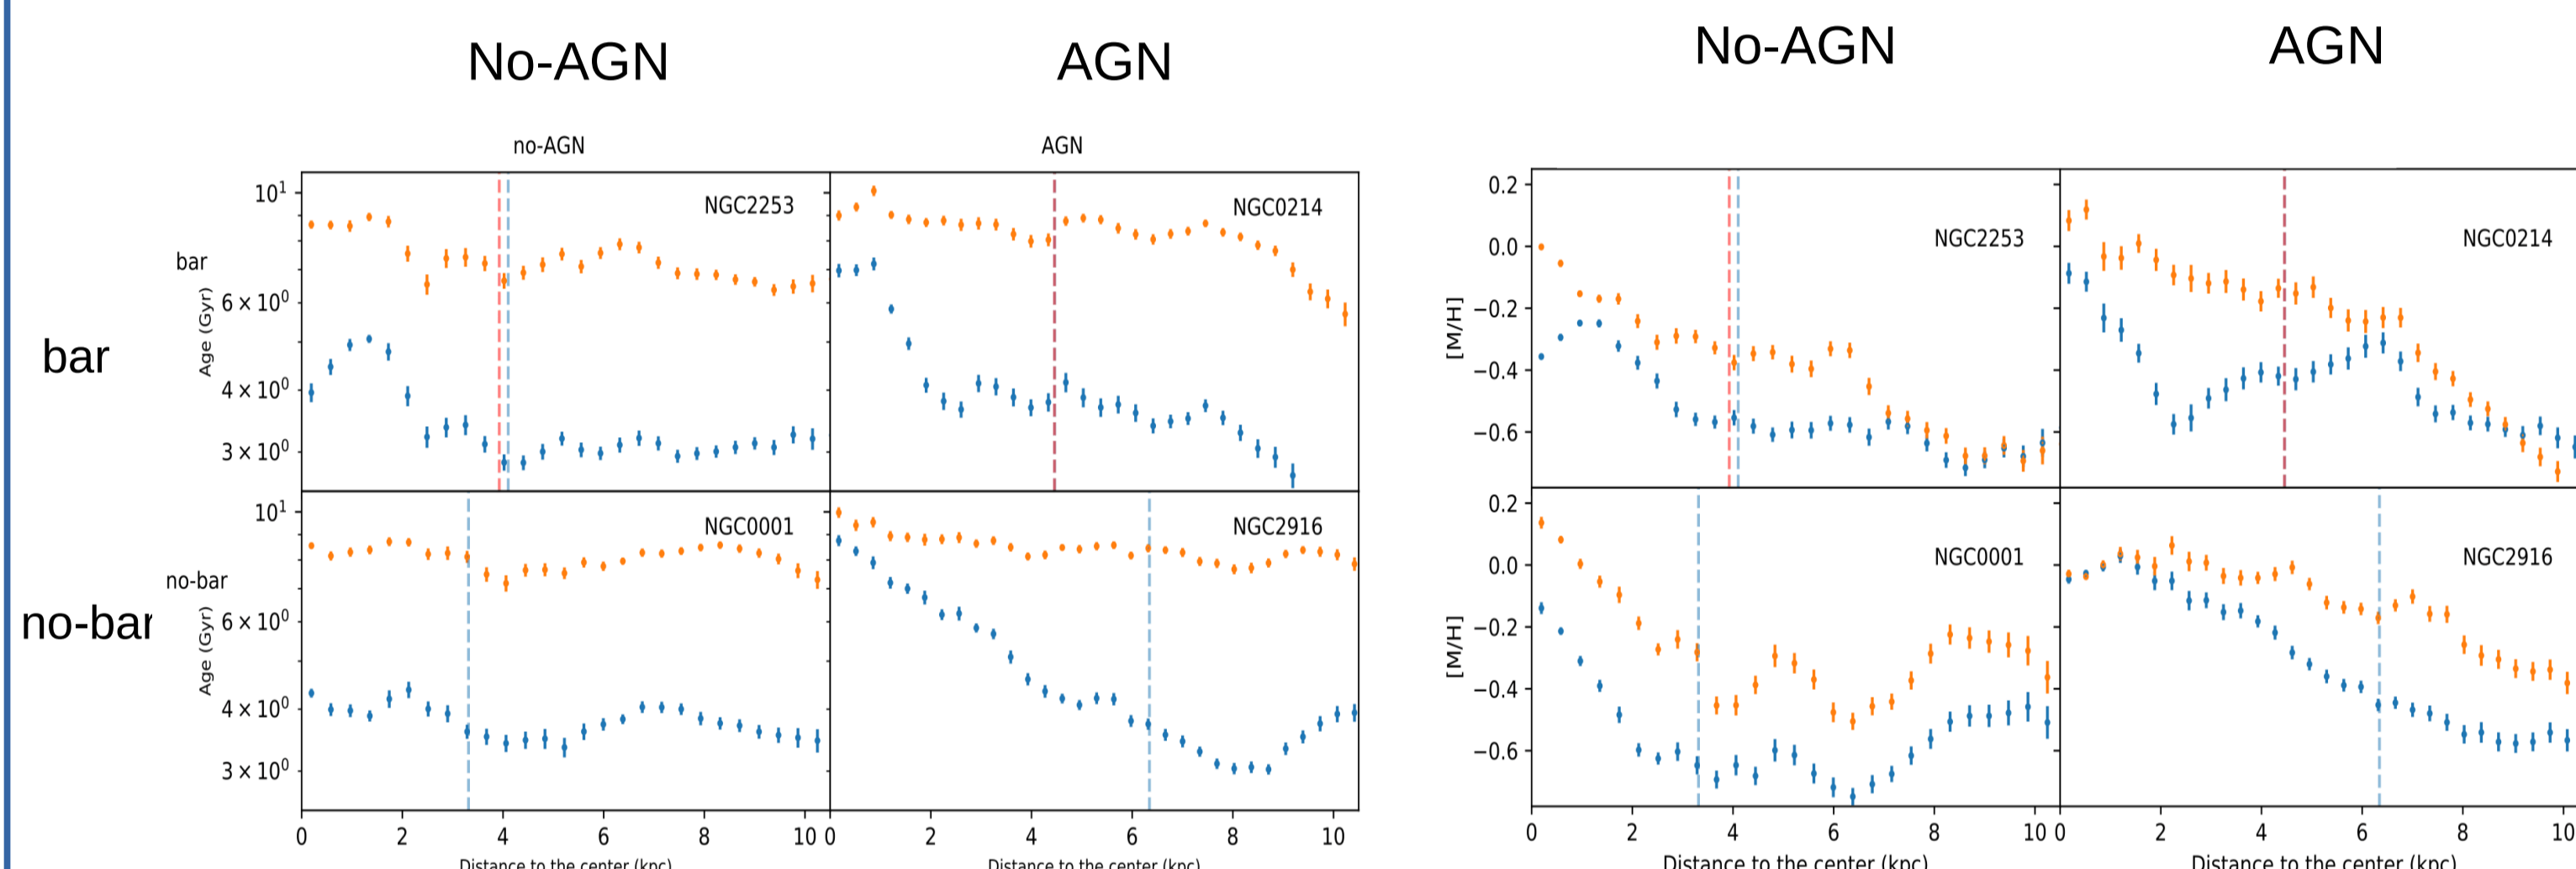 No-AGN AGN No-AGN AGN
no-AGN AGN
bar
bar
no-bar
no-bar
Age (Gyr)
10¹
6 × 10⁰
4 × 10⁰
3 × 10⁰
NGC2253
NGC0214
Age (Gyr)
10¹
6 × 10⁰
4 × 10⁰
3 × 10⁰
NGC0001
NGC2916
0 2 4 6 8 10 0 2 4 6 8 10
Distance to the center (kpc) Distance to the center (kpc)
[M/H]
0.2
0.0
−0.2
−0.4
−0.6
NGC2253
NGC0214
[M/H]
0.2
0.0
−0.2
−0.4
−0.6
NGC0001
NGC2916
0 2 4 6 8 10 0 2 4 6 8 10
Distance to the center (kpc) Distance to the center (kpc)